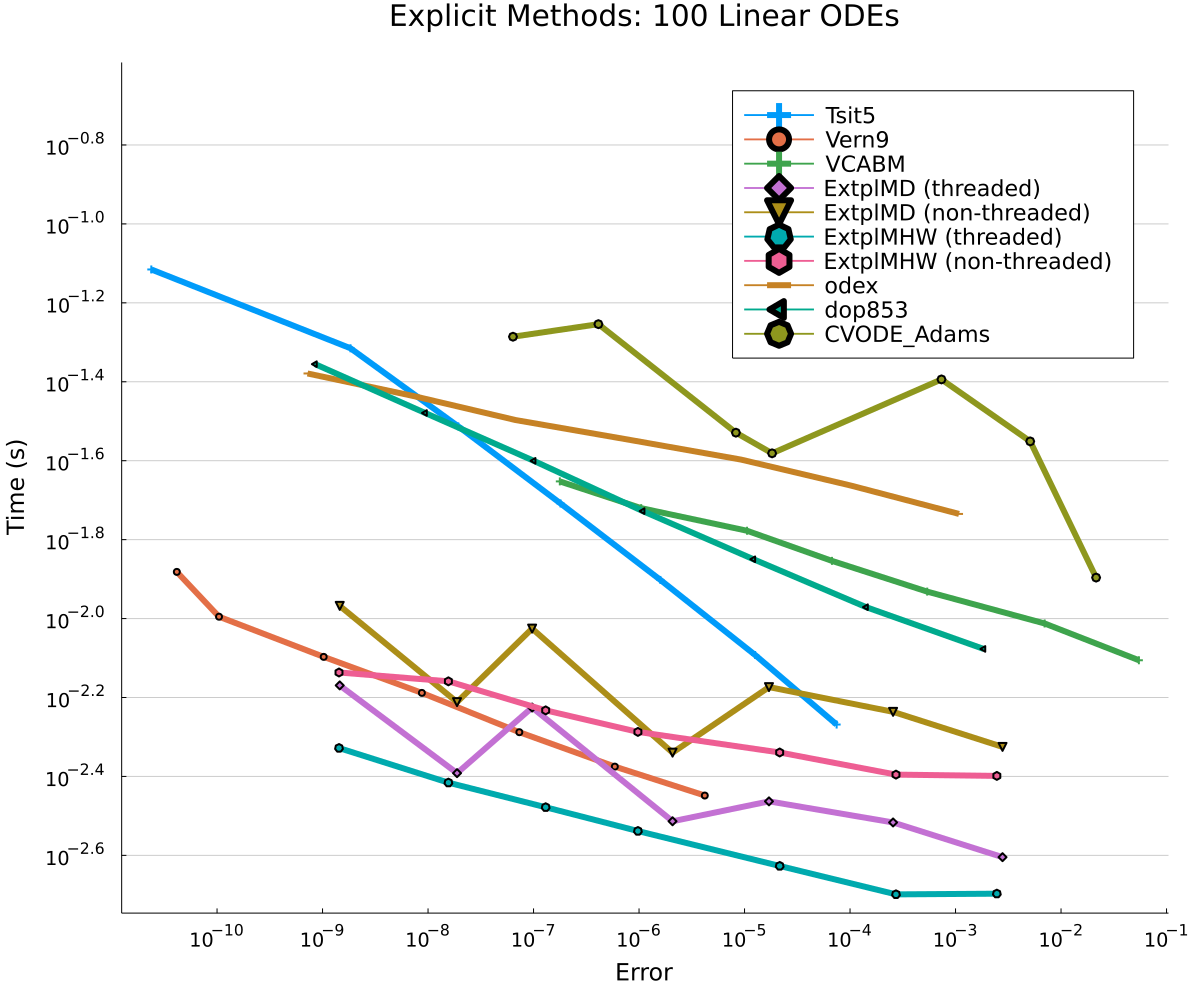 Explicit Methods: 100 Linear ODEs
Tsit5
Vern9
VCABM
ExtplMD (threaded)
ExtplMD (non-threaded)
ExtplMHW (threaded)
ExtplMHW (non-threaded)
odex
dop853
CVODE_Adams
Time (s)
10^−0.8
10^−1.0
10^−1.2
10^−1.4
10^−1.6
10^−1.8
10^−2.0
10^−2.2
10^−2.4
10^−2.6
10^−10 10^−9 10^−8 10^−7 10^−6 10^−5 10^−4 10^−3 10^−2 10^−1
Error